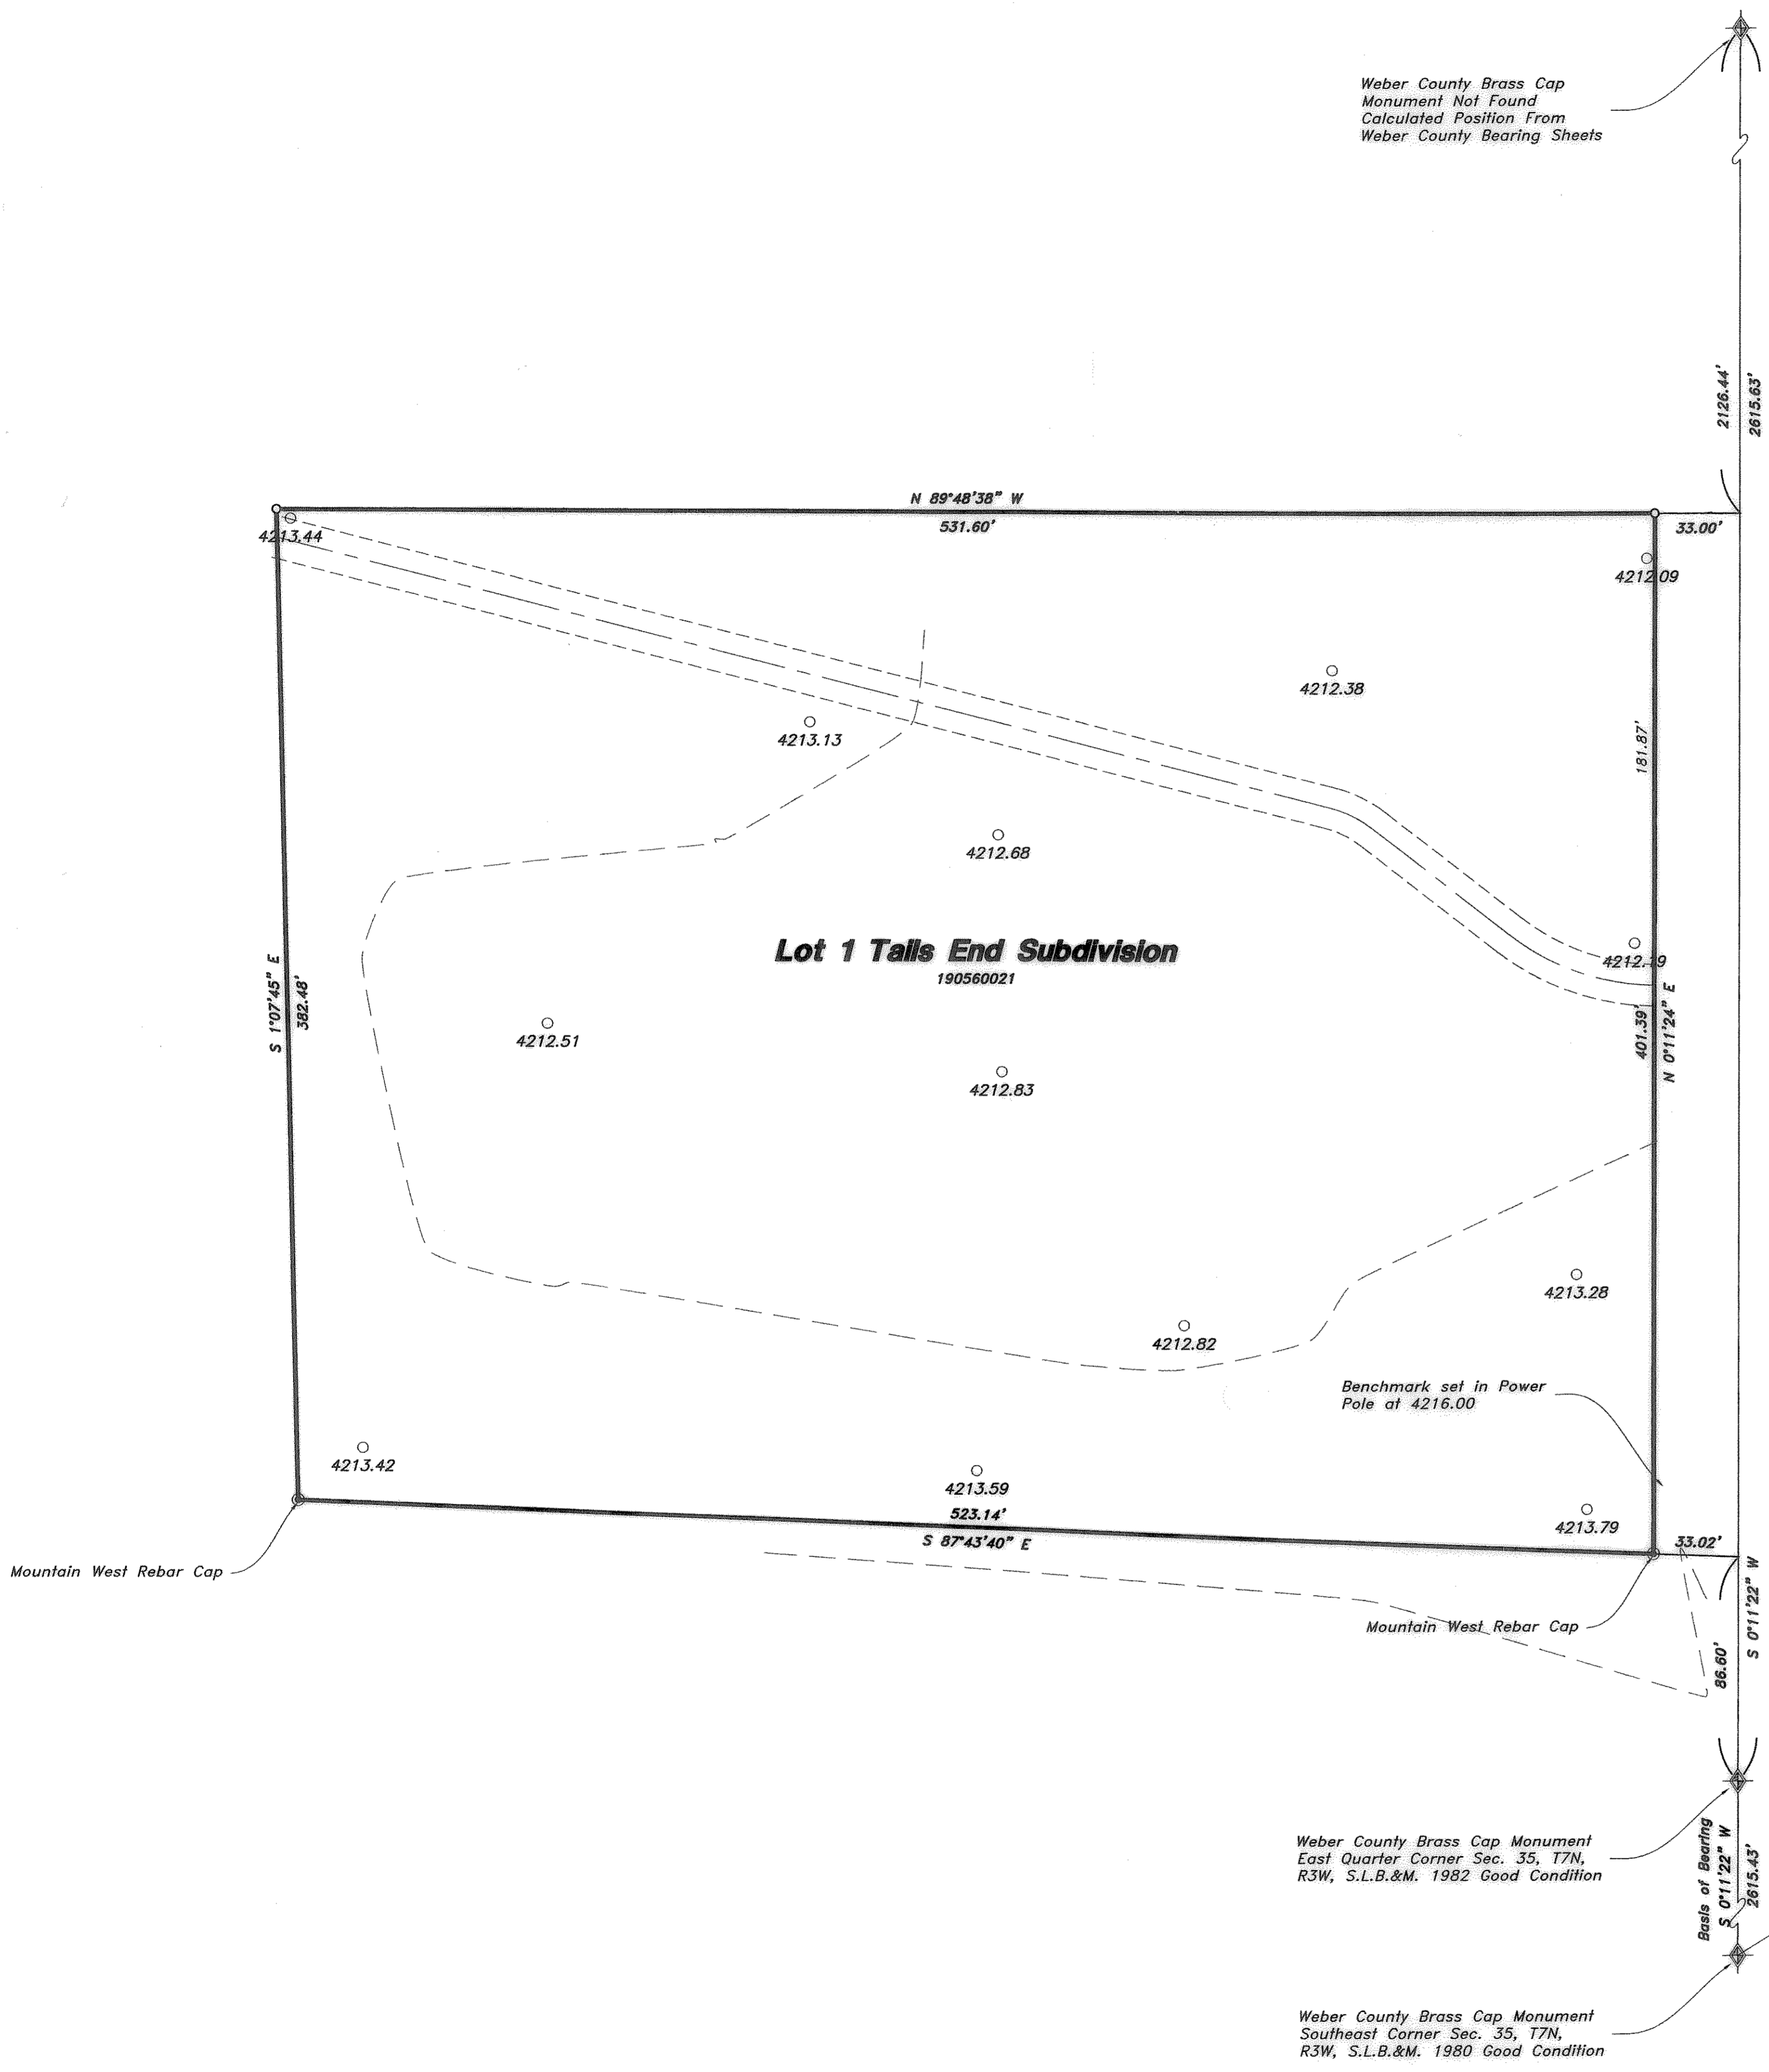 Weber County Brass Cap
Monument Not Found
Calculated Position From
Weber County Bearing Sheets
2126.44'
2615.63'
N 89°48'38" W
531.60'
33.00'
4213.44
4212.09
4212.38
4213.13
181.87'
4212.68
Lot 1 Tails End Subdivision
190560021
4212.19
S 1°07'45" E
382.48'
401.39'
N 0°11'24" E
4212.51
4212.83
4213.28
4212.82
Benchmark set in Power
Pole at 4216.00
4213.42
4213.59
523.14'
S 87°43'40" E
4213.79
33.02'
Mountain West Rebar Cap
Mountain West Rebar Cap
S 0°11'22" W
86.60'
Weber County Brass Cap Monument
East Quarter Corner Sec. 35, T7N,
R3W, S.L.B.&M. 1982 Good Condition
Basis of Bearing
S 0°11'22" W
2615.43'
Weber County Brass Cap Monument
Southeast Corner Sec. 35, T7N,
R3W, S.L.B.&M. 1980 Good Condition